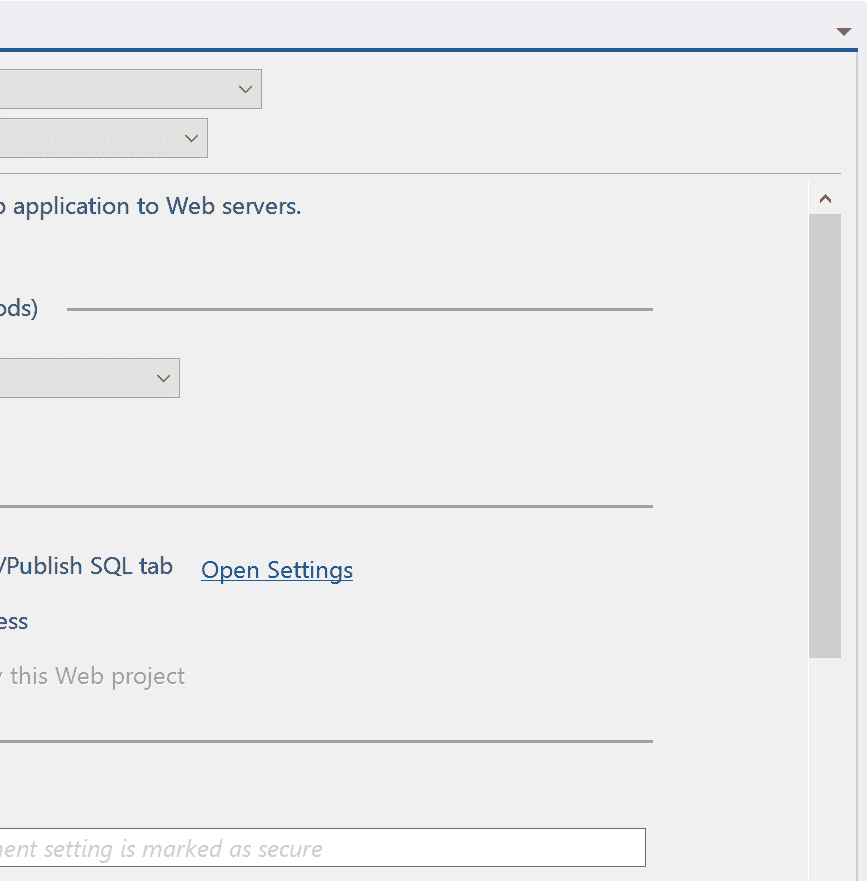 application to Web servers.
ods)
/Publish SQL tab
Open Settings
ess
this Web project
ent setting is marked as secure